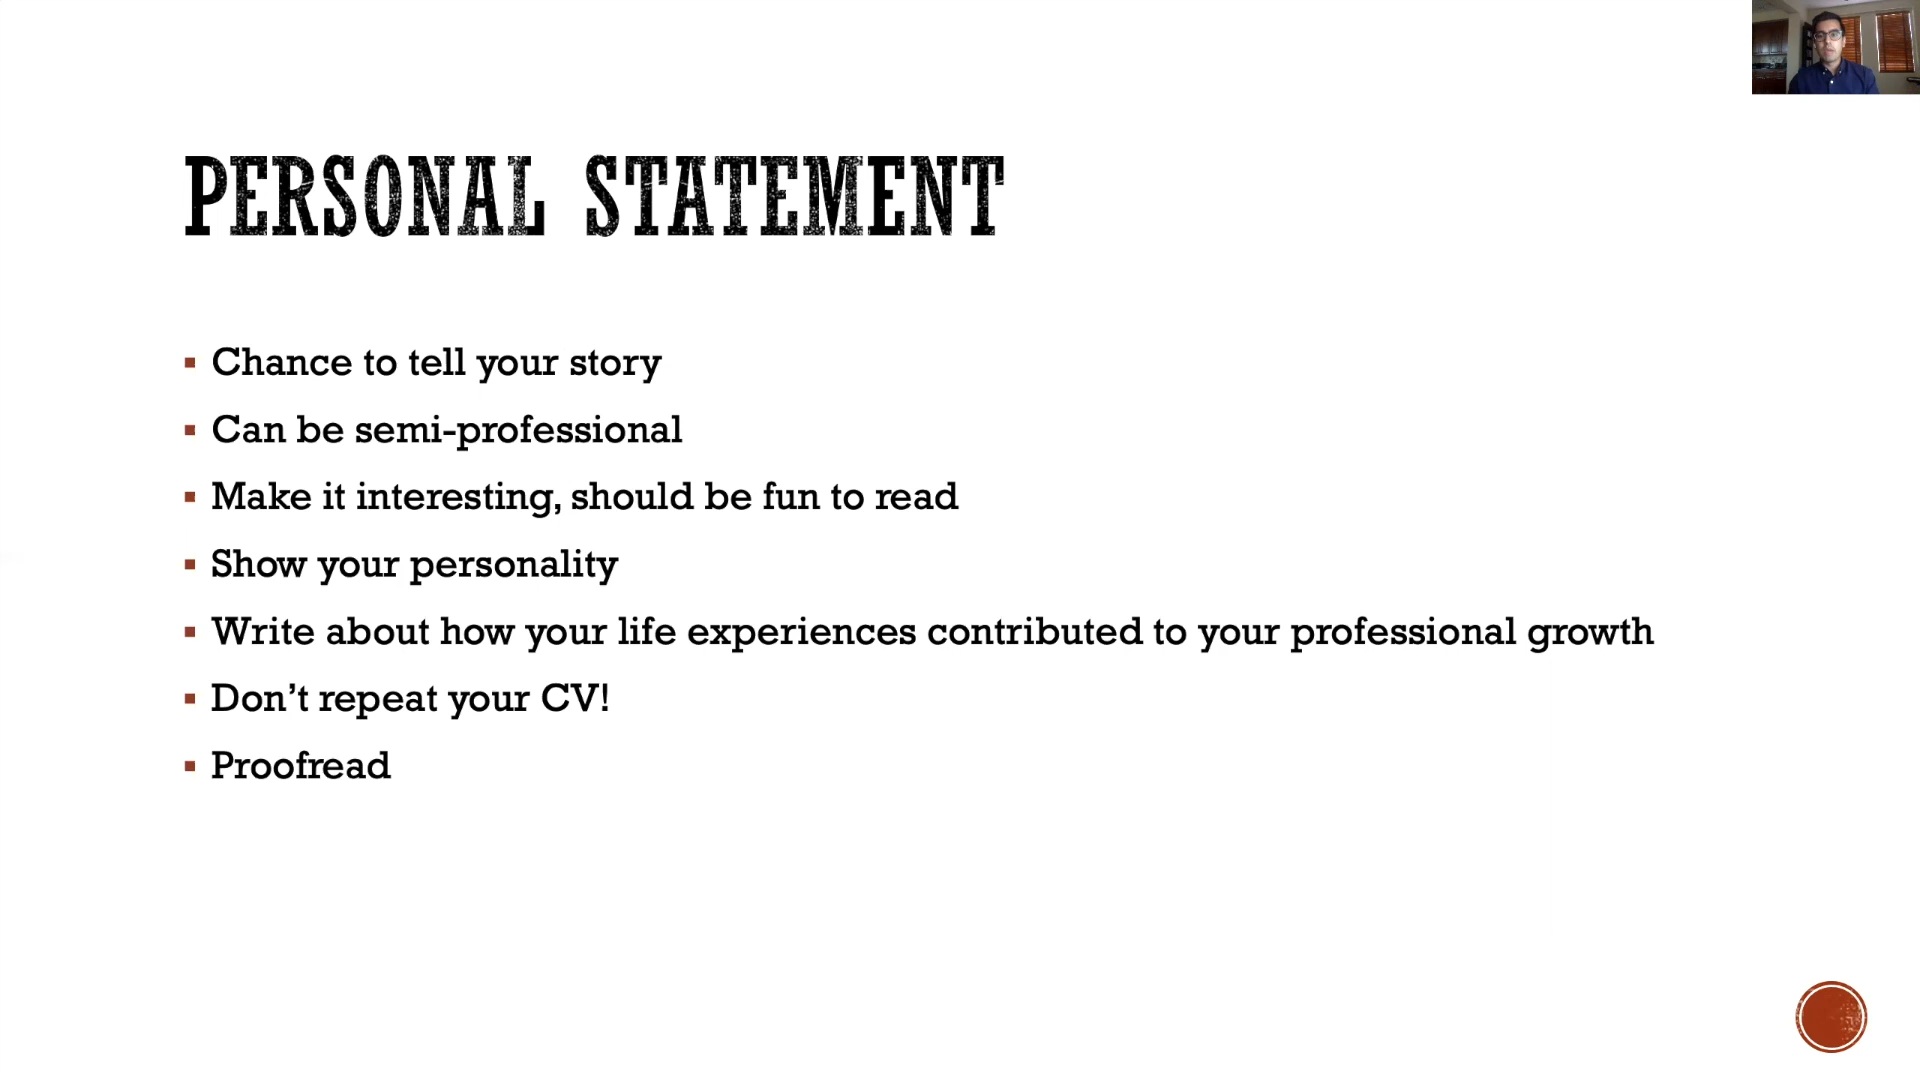 PERSONAL STATEMENT
Chance to tell your story
Can be semi-professional
Make it interesting, should be fun to read
Show your personality
Write about how your life experiences contributed to your professional growth
Don’t repeat your CV!
Proofread